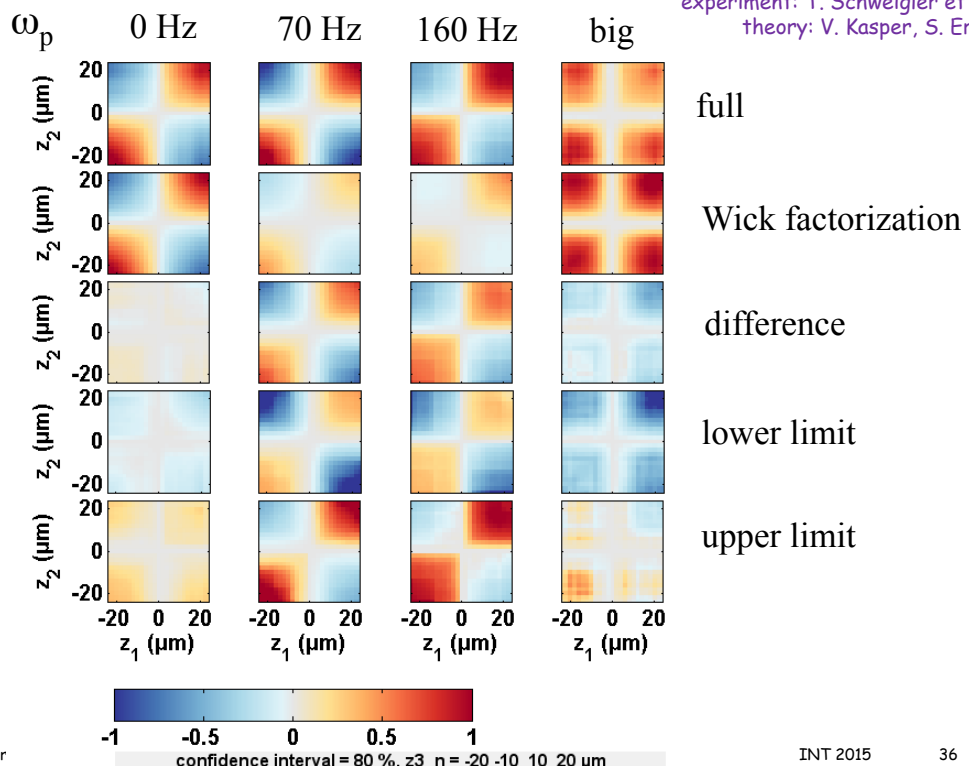 experiment: T. Schweigler et
theory: V. Kasper, S. Er
ωp 0 Hz 70 Hz 160 Hz big
20
0
-20
z2 (μm)
full
20
0
-20
z2 (μm)
Wick factorization
20
0
-20
z2 (μm)
difference
20
0
-20
z2 (μm)
lower limit
20
0
-20
z2 (μm)
upper limit
-20 0 20 -20 0 20 -20 0 20 -20 0 20
z1 (μm) z1 (μm) z1 (μm) z1 (μm)
-1 -0.5 0 0.5 1
confidence interval = 80 %, z3_n = -20 -10 10 20 um
r INT 2015 36